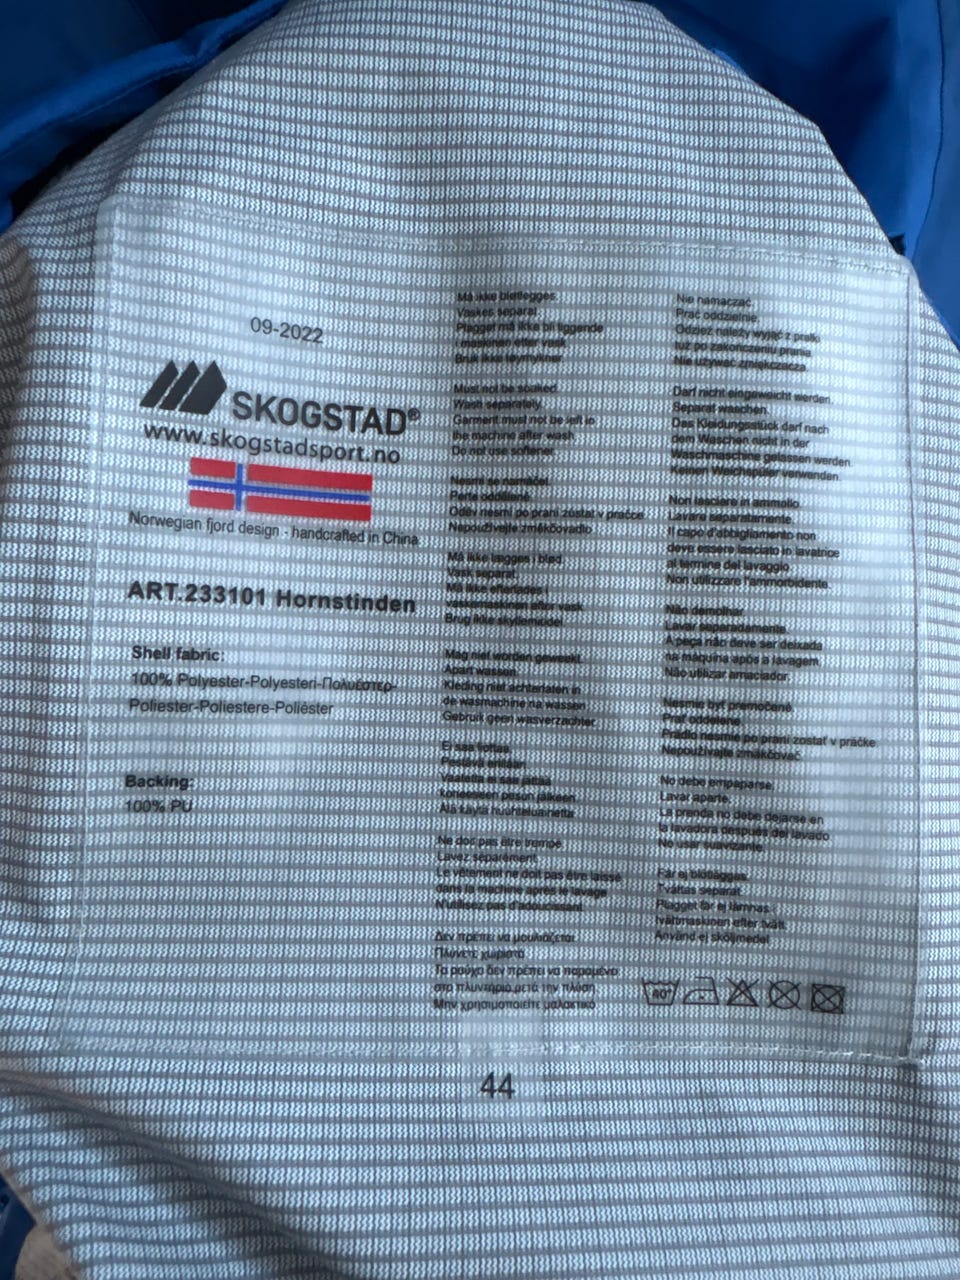 09-2022
SKOGSTAD®
www.skogstadsport.no
Norwegian fjord design - handcrafted in China
ART.233101 Hornstinden
Shell fabric:
100% Polyester-Polyesteri-Πολυέστερ-
Poliester-Poliestere-Poliéster
Backing:
100% PU
Må ikke bløtlegges.
Vaskes separat.
Plagget må ikke bli liggende
i maskinen etter vask.
Bruk ikke tøymykner.
Must not be soaked.
Wash separately.
Garment must not be left in
the machine after wash.
Do not use softener.
Nesmí se namáčet.
Perte odděleně.
Oděv nesmí po praní zůstat v pračce.
Nepoužívejte změkčovadlo
Må ikke lægges i blød.
Vask separat.
Må ikke efterlades i
vaskemaskinen efter vask.
Brug ikke skyllemiddel.
Mag niet worden geweekt.
Apart wassen.
Kleding niet achterlaten in
de wasmachine na wassen.
Gebruik geen wasverzachter.
Ei saa liottaa.
Pestävä erikseen.
Vaatetta ei saa jättää
koneeseen pesun jälkeen.
Älä käytä huuhteluainetta.
Ne doit pas être trempé.
Lavez séparément.
Le vêtement ne doit pas être laissé
dans la machine après le lavage.
N'utilisez pas d'adoucissant.
Δεν πρέπει να μουλιάζεται.
Πλύνετε χωριστά.
Το ρούχο δεν πρέπει να παραμένει
στο πλυντήριο μετά την πλύση.
Μην χρησιμοποιείτε μαλακτικό
Nie namaczać.
Prać oddzielnie.
Odzież należy wyjąć z pralki
tuż po zakończeniu prania.
Nie używać zmiękczacza.
Darf nicht eingeweicht werden.
Separat waschen.
Das Kleidungsstück darf nach
dem Waschen nicht in der
Waschmaschine gelassen werden.
Keinen Weichspüler verwenden.
Non lasciare in ammollo.
Lavare separatamente.
Il capo d'abbigliamento non
deve essere lasciato in lavatrice
al termine del lavaggio.
Non utilizzare l'ammorbidente.
Não demolhar.
Lavar separadamente.
A peça não deve ser deixada
na máquina após a lavagem.
Não utilizar amaciador.
Nesmie byť premočené.
Prať oddelene.
Prádlo nesmie po praní zostať v práčke
Nepoužívajte zmäkčovač.
No debe empaparse.
Lavar aparte.
La prenda no debe dejarse en
la lavadora después del lavado.
No usar suavizante.
Får ej blötläggas.
Tvättas separat.
Plagget får ej lämnas i
tvättmaskinen efter tvätt.
Använd ej sköljmedel.
40°
44